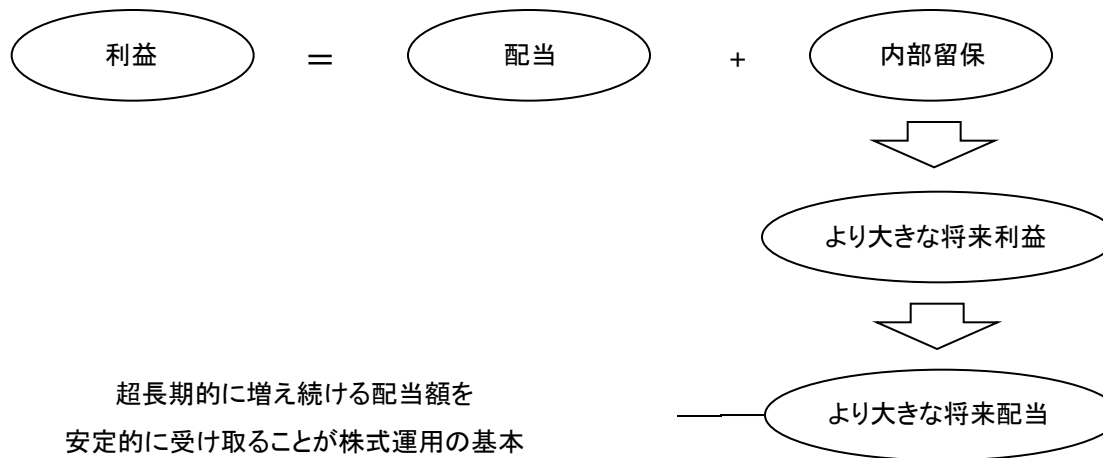 利益 ＝ 配当 + 内部留保
より大きな将来利益
超長期的に増え続ける配当額を
より大きな将来配当
安定的に受け取ることが株式運用の基本